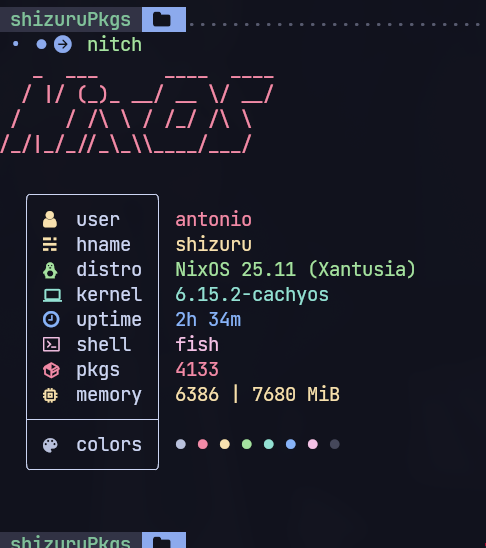 shizuruPkgs
nitch
NixOS
user antonio
hname shizuru
distro NixOS 25.11 (Xantusia)
kernel 6.15.2-cachyos
uptime 2h 34m
shell fish
pkgs 4133
memory 6386 | 7680 MiB
colors
shizuruPkgs